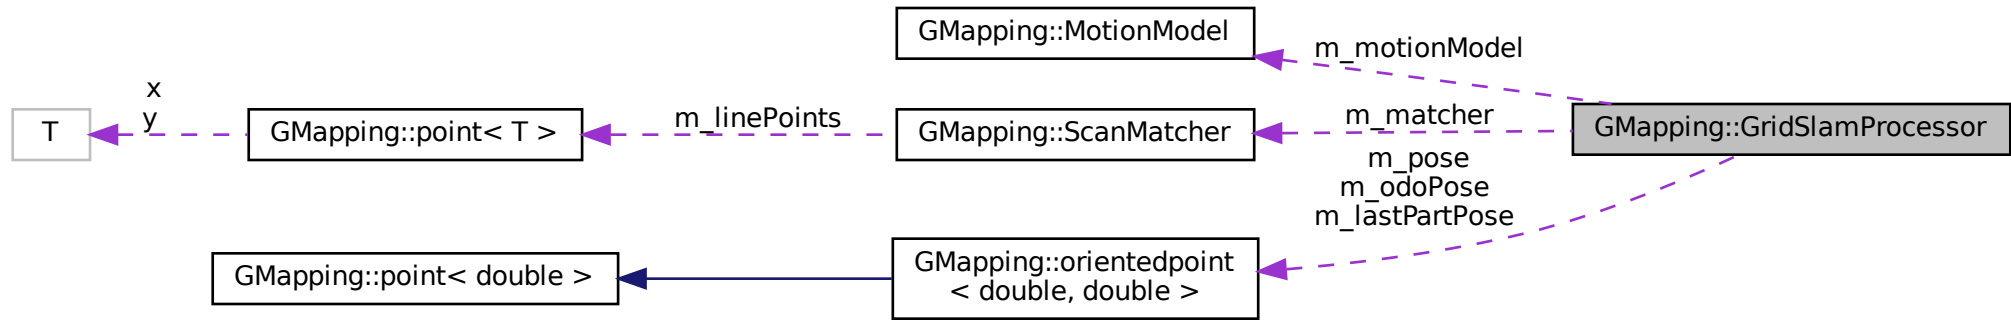 GMapping::MotionModel
m_motionModel
x
y
T
GMapping::point< T >
m_linePoints
GMapping::ScanMatcher
m_matcher
GMapping::GridSlamProcessor
m_pose
m_odoPose
m_lastPartPose
GMapping::point< double >
GMapping::orientedpoint
< double, double >